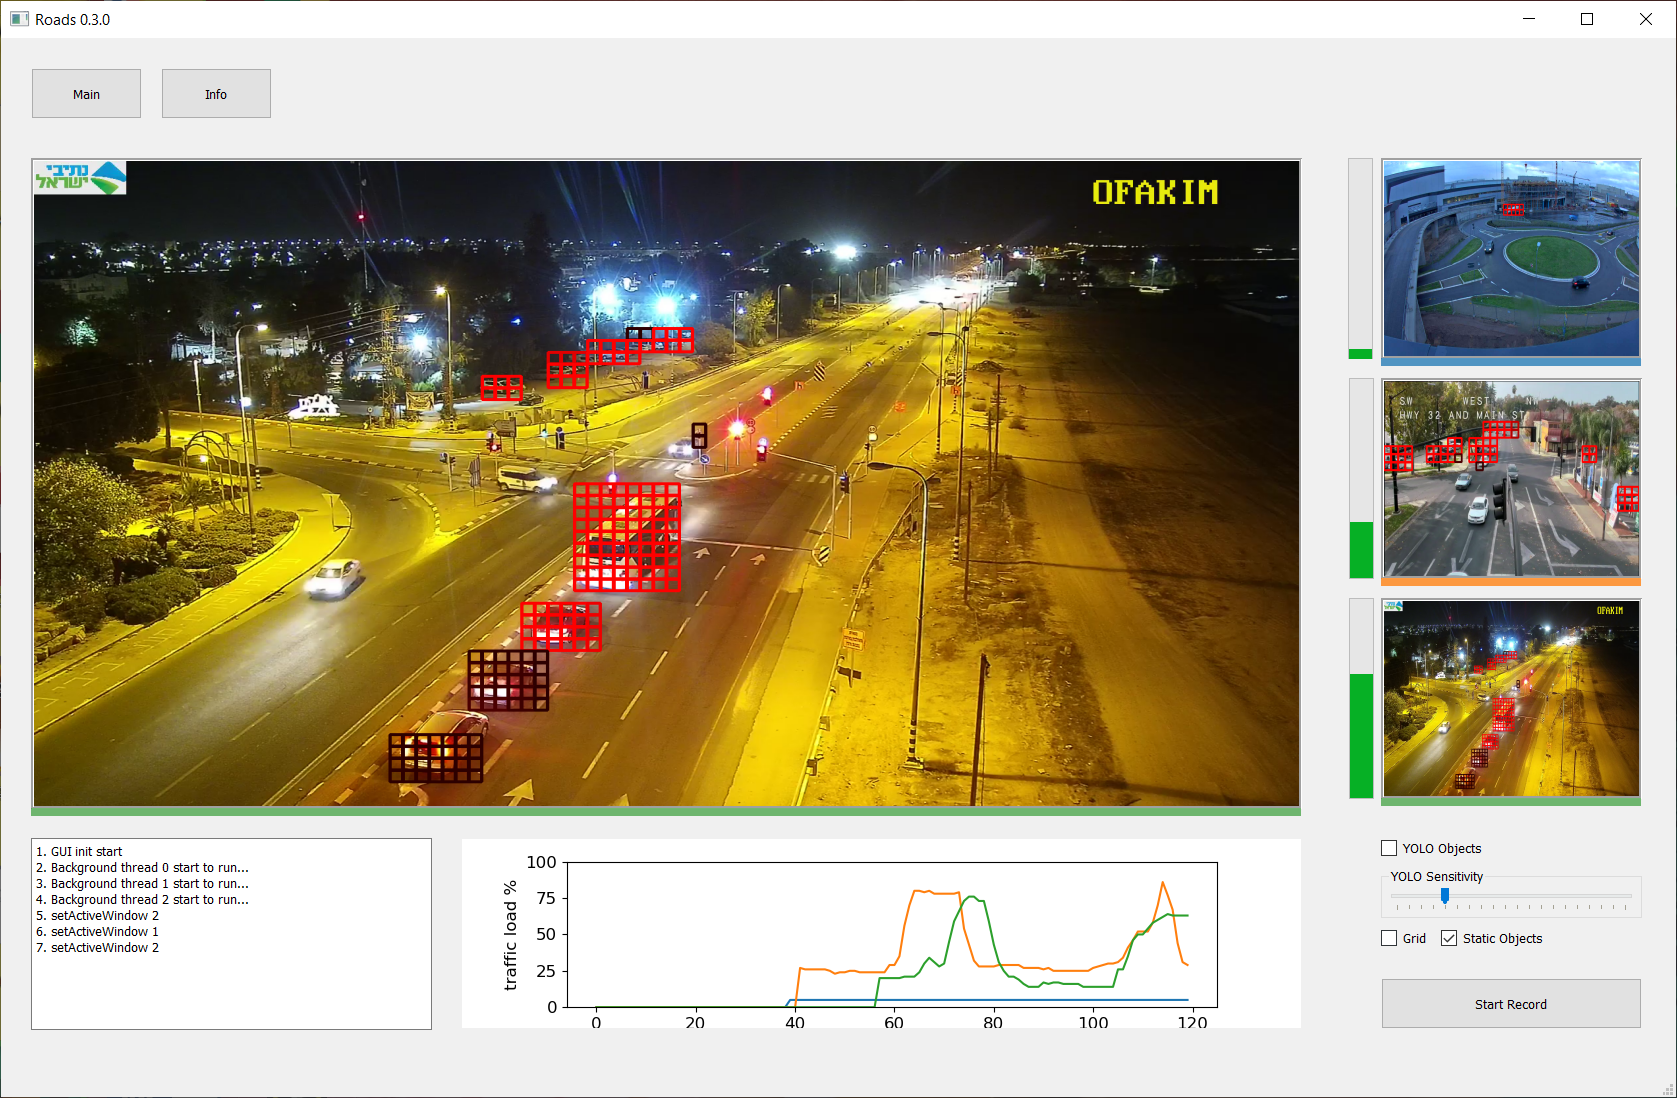 Roads 0.3.0
Main
Info
נתיבי
ישראל
OFAKIM
SW WEST NW
HWY 32 AND MAIN ST
OFAKIM
1. GUI init start
2. Background thread 0 start to run...
3. Background thread 1 start to run...
4. Background thread 2 start to run...
5. setActiveWindow 2
6. setActiveWindow 1
7. setActiveWindow 2
traffic load %
100
75
50
25
0
0 20 40 60 80 100 120
YOLO Objects
YOLO Sensitivity
Grid
Static Objects
Start Record